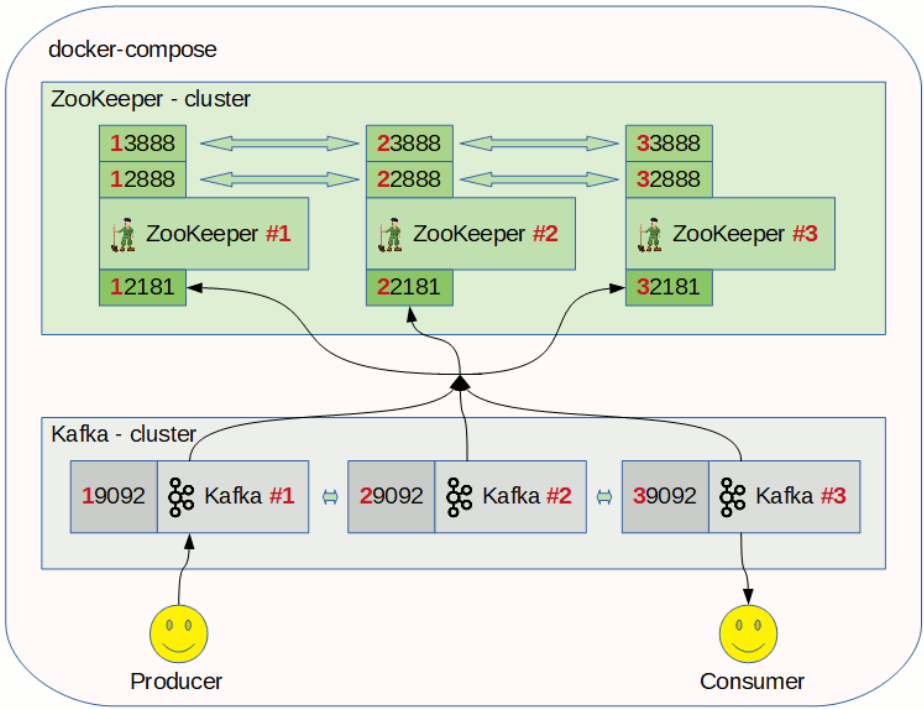 docker-compose
ZooKeeper - cluster
13888
23888
33888
12888
22888
32888
ZooKeeper #1
ZooKeeper #2
ZooKeeper #3
12181
22181
32181
Kafka - cluster
19092
Kafka #1
29092
Kafka #2
39092
Kafka #3
Producer
Consumer